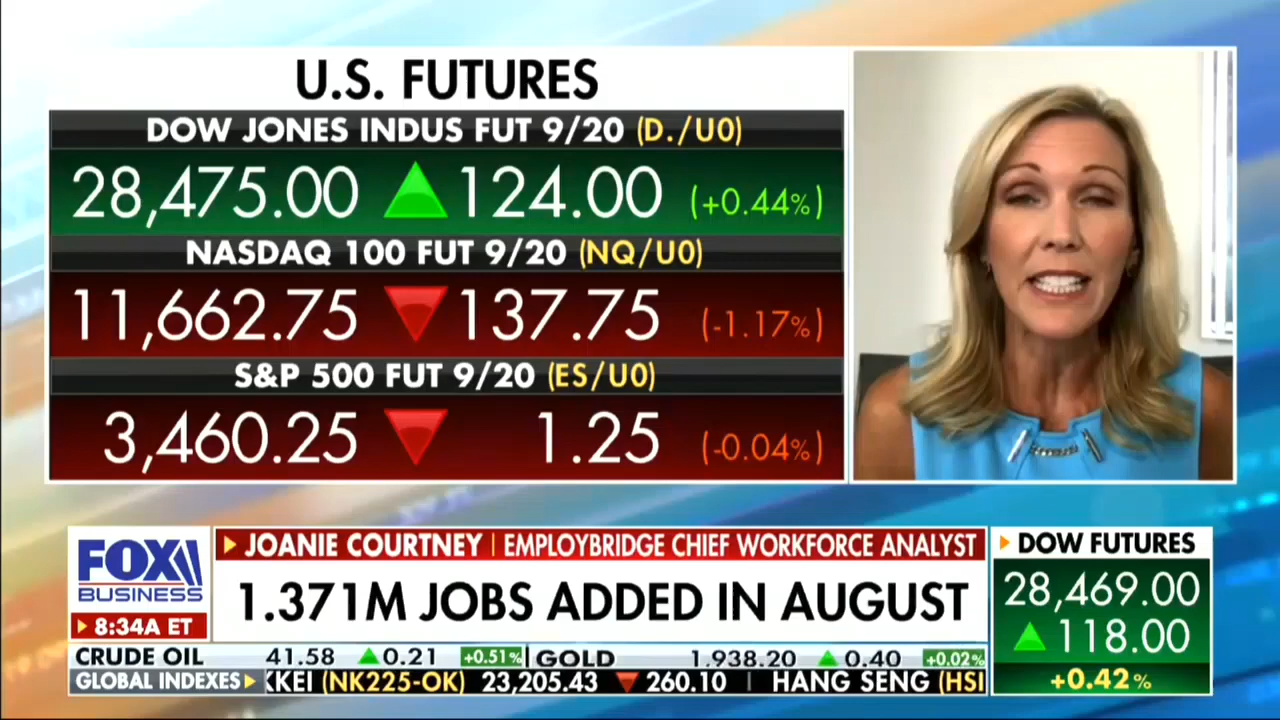 U.S. FUTURES
DOW JONES INDUS FUT 9/20 (D./U0)
28,475.00 ▲ 124.00 (+0.44%)
NASDAQ 100 FUT 9/20 (NQ/U0)
11,662.75 ▼ 137.75 (-1.17%)
S&P 500 FUT 9/20 (ES/U0)
3,460.25 ▼ 1.25 (-0.04%)
FOX
BUSINESS
8:34A ET
JOANIE COURTNEY | EMPLOYBRIDGE CHIEF WORKFORCE ANALYST
1.371M JOBS ADDED IN AUGUST
DOW FUTURES
28,469.00
▲ 118.00
+0.42%
CRUDE OIL 41.58 ▲ 0.21 +0.51% GOLD 1,938.20 ▲ 0.40 +0.02%
GLOBAL INDEXES KKEI (NK225-OK) 23,205.43 ▼ 260.10 | HANG SENG (HSI